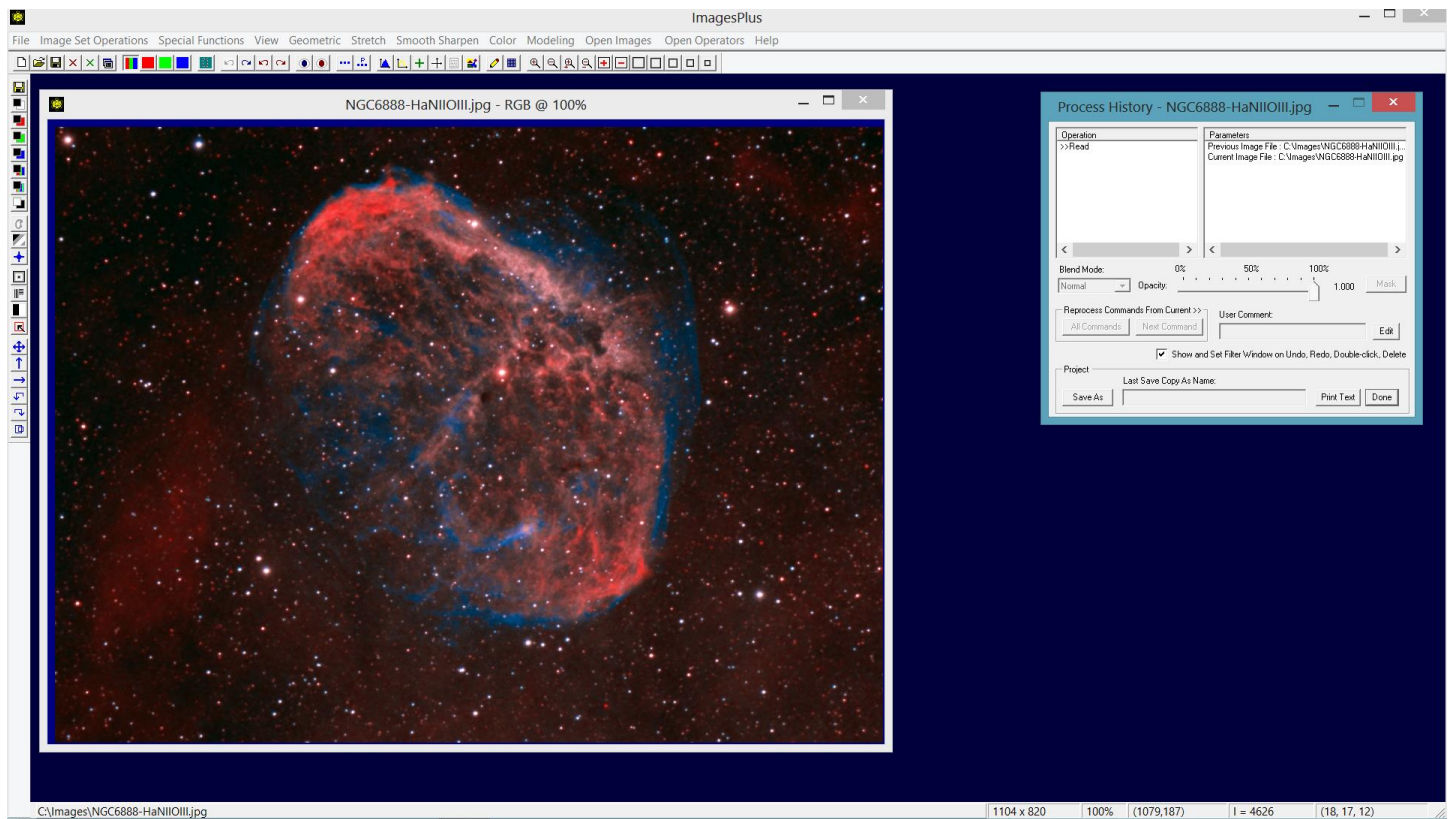 ImagesPlus
File Image Set Operations Special Functions View Geometric Stretch Smooth Sharpen Color Modeling Open Images Open Operators Help
NGC6888-HaNIIOIII.jpg - RGB @ 100%
Process History - NGC6888-HaNIIOIII.jpg
Operation
>>Read
Parameters
Previous Image File : C:\Images\NGC6888-HaNIIOIII.j...
Current Image File : C:\Images\NGC6888-HaNIIOIII.jpg
Blend Mode:
Normal
Opacity:
0% 50% 100%
1.000
Mask
Reprocess Commands From Current >>
All Commands Next Command
User Comment:
Edit
Show and Set Filter Window on Undo, Redo, Double-click, Delete
Project
Last Save Copy As Name:
Save As
Print Text
Done
C:\Images\NGC6888-HaNIIOIII.jpg
1104 x 820 100% (1079,187) I = 4626 (18, 17, 12)